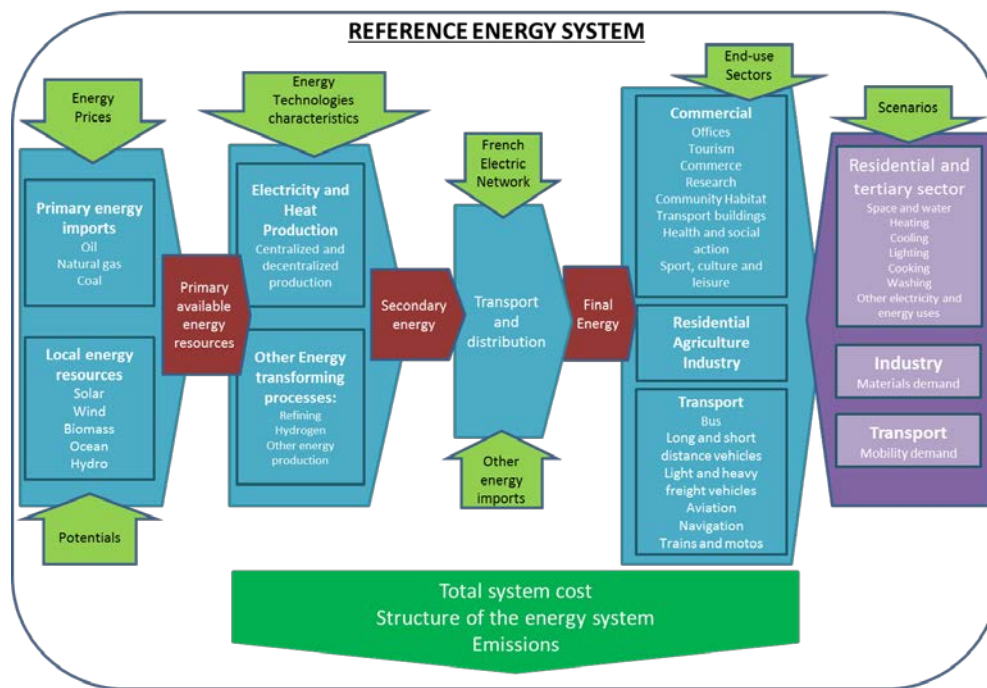 REFERENCE ENERGY SYSTEM
Energy
Prices
Primary energy
imports
Oil
Natural gas
Coal
Local energy
resources
Solar
Wind
Biomass
Ocean
Hydro
Potentials
Primary
available
energy
resources
Energy
Technologies
characteristics
Electricity and
Heat
Production
Centralized and
decentralized
production
Other Energy
transforming
processes:
Refining
Hydrogen
Other energy
production
Secondary
energy
French
Electric
Network
Transport
and
distribution
Other
energy
imports
Final
Energy
End-use
Sectors
Commercial
Offices
Tourism
Commerce
Research
Community Habitat
Transport buildings
Health and social
action
Sport, culture and
leisure
Residential
Agriculture
Industry
Transport
Bus
Long and short
distance vehicles
Light and heavy
freight vehicles
Aviation
Navigation
Trains and motos
Scenarios
Residential and
tertiary sector
Space and water
Heating
Cooling
Lighting
Cooking
Washing
Other electricity and
energy uses
Industry
Materials demand
Transport
Mobility demand
Total system cost
Structure of the energy system
Emissions